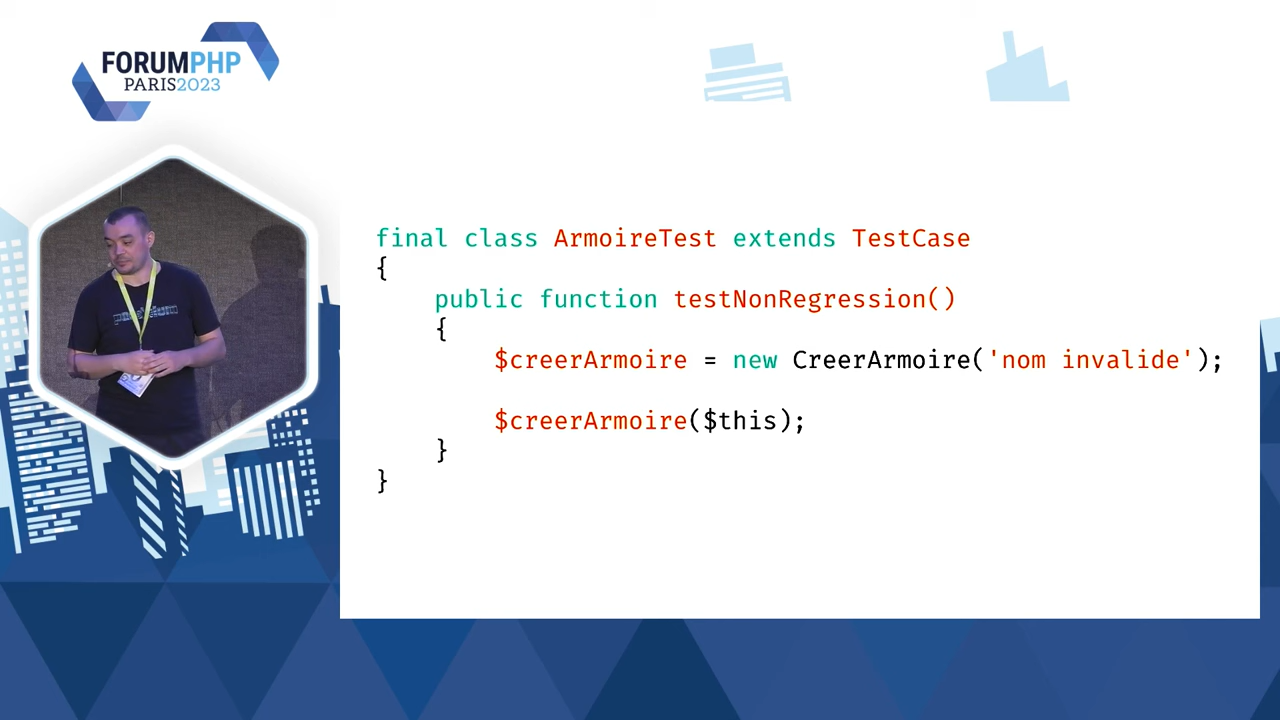 FORUMPHP
PARIS2023
final class ArmoireTest extends TestCase
{
    public function testNonRegression()
    {
        $creerArmoire = new CreerArmoire('nom invalide');

        $creerArmoire($this);
    }
}